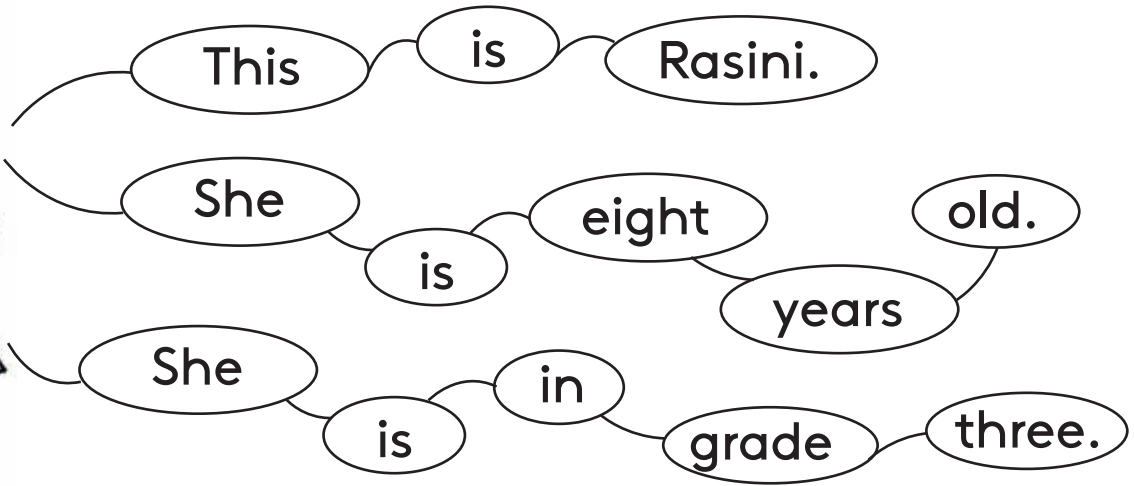 This is Rasini.
She is eight years old.
She is in grade three.